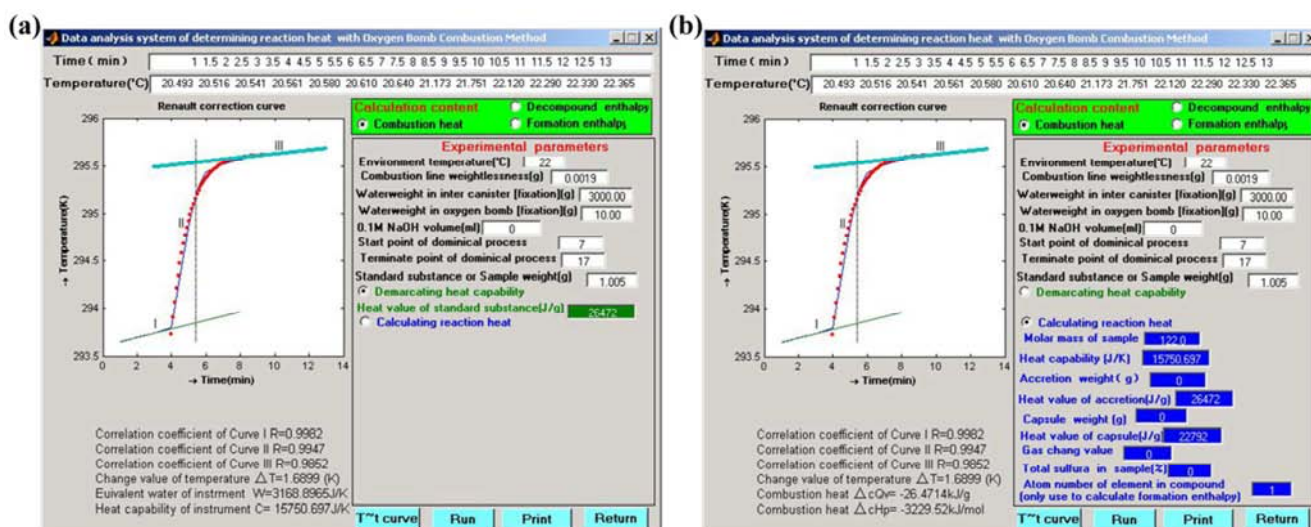 (a)
Data analysis system of determining reaction heat with Oxygen Bomb Combustion Method
Time ( min) 1 1.5 2 2.5 3 3.5 4 4.5 5 5.5 6 6.5 7 7.5 8 8.5 9 9.5 10 10.5 11 11.5 12 12.5 13
Temperature(°C) 20.493 20.516 20.541 20.561 20.580 20.610 20.640 21.173 21.751 22.120 22.290 22.330 22.365
Renault correction curve
296
295.5
295
294.5
294
293.5
→Temperature(K)
I
II
III
0 2 4 6 8 10 12 14
→Time(min)
Calculation content
Decompound enthalpy
Combustion heat
Formation enthalpy
Experimental parameters
Environment temperature(°C) 22
Combustion line weightlessness(g) 0.0019
Waterweight in inter canister [fixation](g) 3000.00
Waterweight in oxygen bomb [fixation](g) 10.00
0.1M NaOH volume(ml) 0
Start point of dominical process 7
Terminate point of dominical process 17
Standard substance or Sample weight(g) 1.005
Demarcating heat capability
Heat value of standard substance(J/g) 26472
Calculating reaction heat
Correlation coefficient of Curve I R=0.9982
Correlation coefficient of Curve II R=0.9947
Correlation coefficient of Curve III R=0.9852
Change value of temperature △T=1.6899 (K)
Euivalent water of instrment W=3168.8965J/K
Heat capability of instrument C= 15750.697J/K
T~t curve Run Print Return
(b)
Data analysis system of determining reaction heat with Oxygen Bomb Combustion Method
Time ( min) 1 1.5 2 2.5 3 3.5 4 4.5 5 5.5 6 6.5 7 7.5 8 8.5 9 9.5 10 10.5 11 11.5 12 12.5 13
Temperature(°C) 20.493 20.516 20.541 20.561 20.580 20.610 20.640 21.173 21.751 22.120 22.290 22.330 22.365
Renault correction curve
296
295.5
295
294.5
294
293.5
→Temperature(K)
I
II
III
0 2 4 6 8 10 12 14
→Time(min)
Calculation content
Decompound enthalpy
Combustion heat
Formation enthalpy
Experimental parameters
Environment temperature(°C) 22
Combustion line weightlessness(g) 0.0019
Waterweight in inter canister [fixation](g) 3000.00
Waterweight in oxygen bomb [fixation](g) 10.00
0.1M NaOH volume(ml) 0
Start point of dominical process 7
Terminate point of dominical process 17
Standard substance or Sample weight(g) 1.005
Demarcating heat capability
Calculating reaction heat
Molar mass of sample 122.0
Heat capability (J/K) 15750.697
Accretion weight( g ) 0
Heat value of accretion(J/g) 26472
Capsule weight (g) 0
Heat value of capsule(J/g) 22792
Gas chang value 0
Total sulfura in sample(%) 0
Atom number of element in compound
(only use to calculate formation enthalpy) 1
Correlation coefficient of Curve I R=0.9982
Correlation coefficient of Curve II R=0.9947
Correlation coefficient of Curve III R=0.9852
Change value of temperature △T=1.6899 (K)
Combustion heat △cQv= -26.4714kJ/g
Combustion heat △cHp= -3229.52kJ/mol
T~t curve Run Print Return